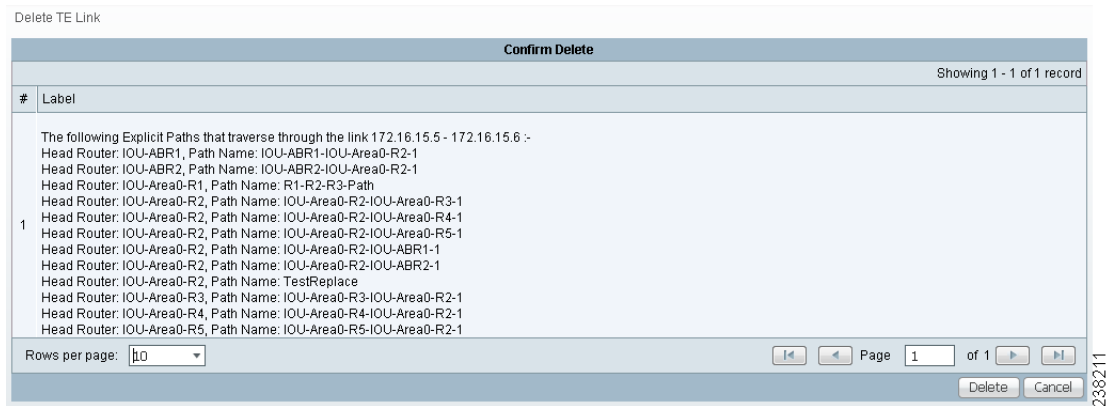 Delete TE Link
Confirm Delete
Showing 1 - 1 of 1 record
# Label
The following Explicit Paths that traverse through the link 172.16.15.5 - 172.16.15.6 :-
Head Router: IOU-ABR1, Path Name: IOU-ABR1-IOU-Area0-R2-1
Head Router: IOU-ABR2, Path Name: IOU-ABR2-IOU-Area0-R2-1
Head Router: IOU-Area0-R1, Path Name: R1-R2-R3-Path
Head Router: IOU-Area0-R2, Path Name: IOU-Area0-R2-IOU-Area0-R3-1
Head Router: IOU-Area0-R2, Path Name: IOU-Area0-R2-IOU-Area0-R4-1
1
Head Router: IOU-Area0-R2, Path Name: IOU-Area0-R2-IOU-Area0-R5-1
Head Router: IOU-Area0-R2, Path Name: IOU-Area0-R2-IOU-ABR1-1
Head Router: IOU-Area0-R2, Path Name: IOU-Area0-R2-IOU-ABR2-1
Head Router: IOU-Area0-R2, Path Name: TestReplace
Head Router: IOU-Area0-R3, Path Name: IOU-Area0-R3-IOU-Area0-R2-1
Head Router: IOU-Area0-R4, Path Name: IOU-Area0-R4-IOU-Area0-R2-1
Head Router: IOU-Area0-R5, Path Name: IOU-Area0-R5-IOU-Area0-R2-1
Rows per page: 10 Page 1 of 1
Delete Cancel
238211